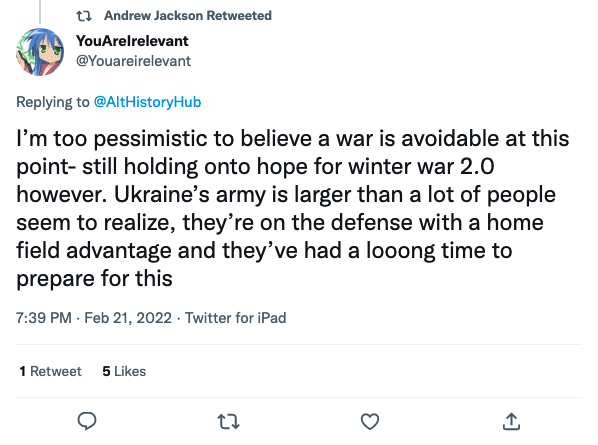 Andrew Jackson Retweeted
YouAreIrelevant
@Youareirelevant
Replying to @AltHistoryHub
I'm too pessimistic to believe a war is avoidable at this
point- still holding onto hope for winter war 2.0
however. Ukraine's army is larger than a lot of people
seem to realize, they're on the defense with a home
field advantage and they've had a looong time to
prepare for this
7:39 PM · Feb 21, 2022 · Twitter for iPad
1 Retweet 5 Likes